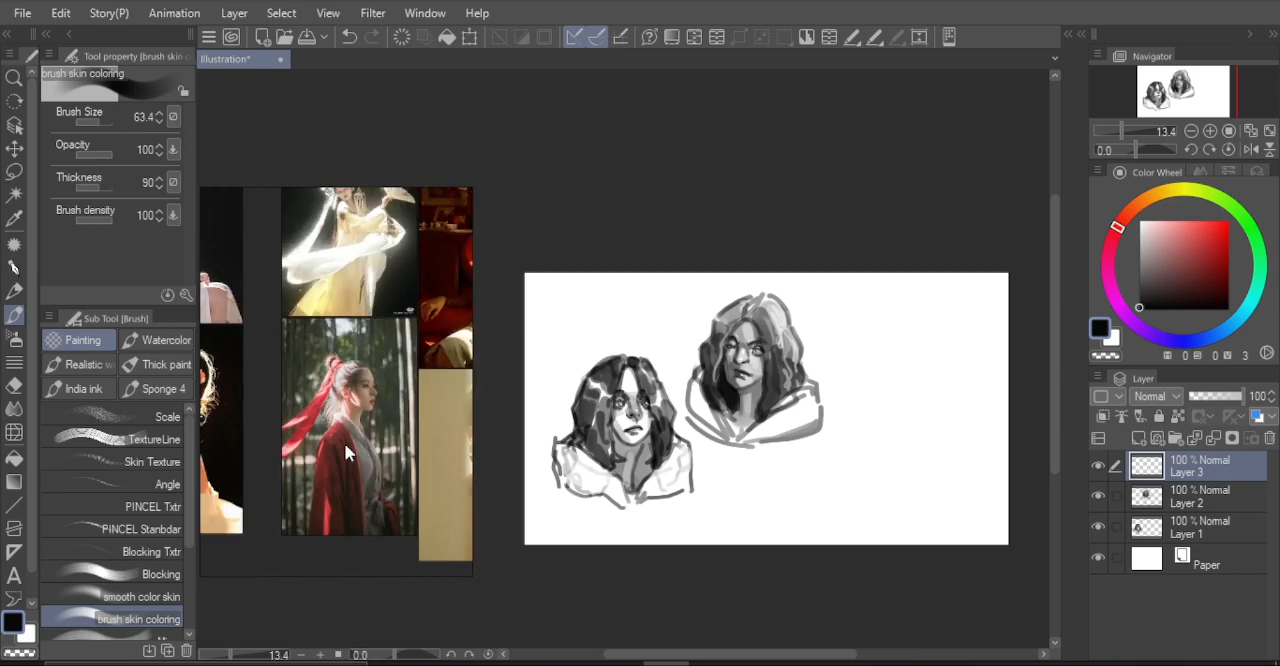 File Edit Story(P) Animation Layer Select View Filter Window Help
Tool property [brush skin c
Illustration*
Navigator
brush skin coloring
Brush Size 63.4
Opacity 100
Thickness 90
Brush density 100
13.4
0.0
Color Wheel
H 0 S 0 V 3
Sub Tool [Brush]
Painting Watercolor
Realistic w Thick paint
India ink Sponge 4
Scale
TextureLine
Skin Texture
Angle
PINCEL Txtr
PINCEL Stanbdar
Blocking Txtr
Blocking
smooth color skin
brush skin coloring
Layer
Normal 100
100 % Normal
Layer 3
100 % Normal
Layer 2
100 % Normal
Layer 1
Paper
13.4 0.0